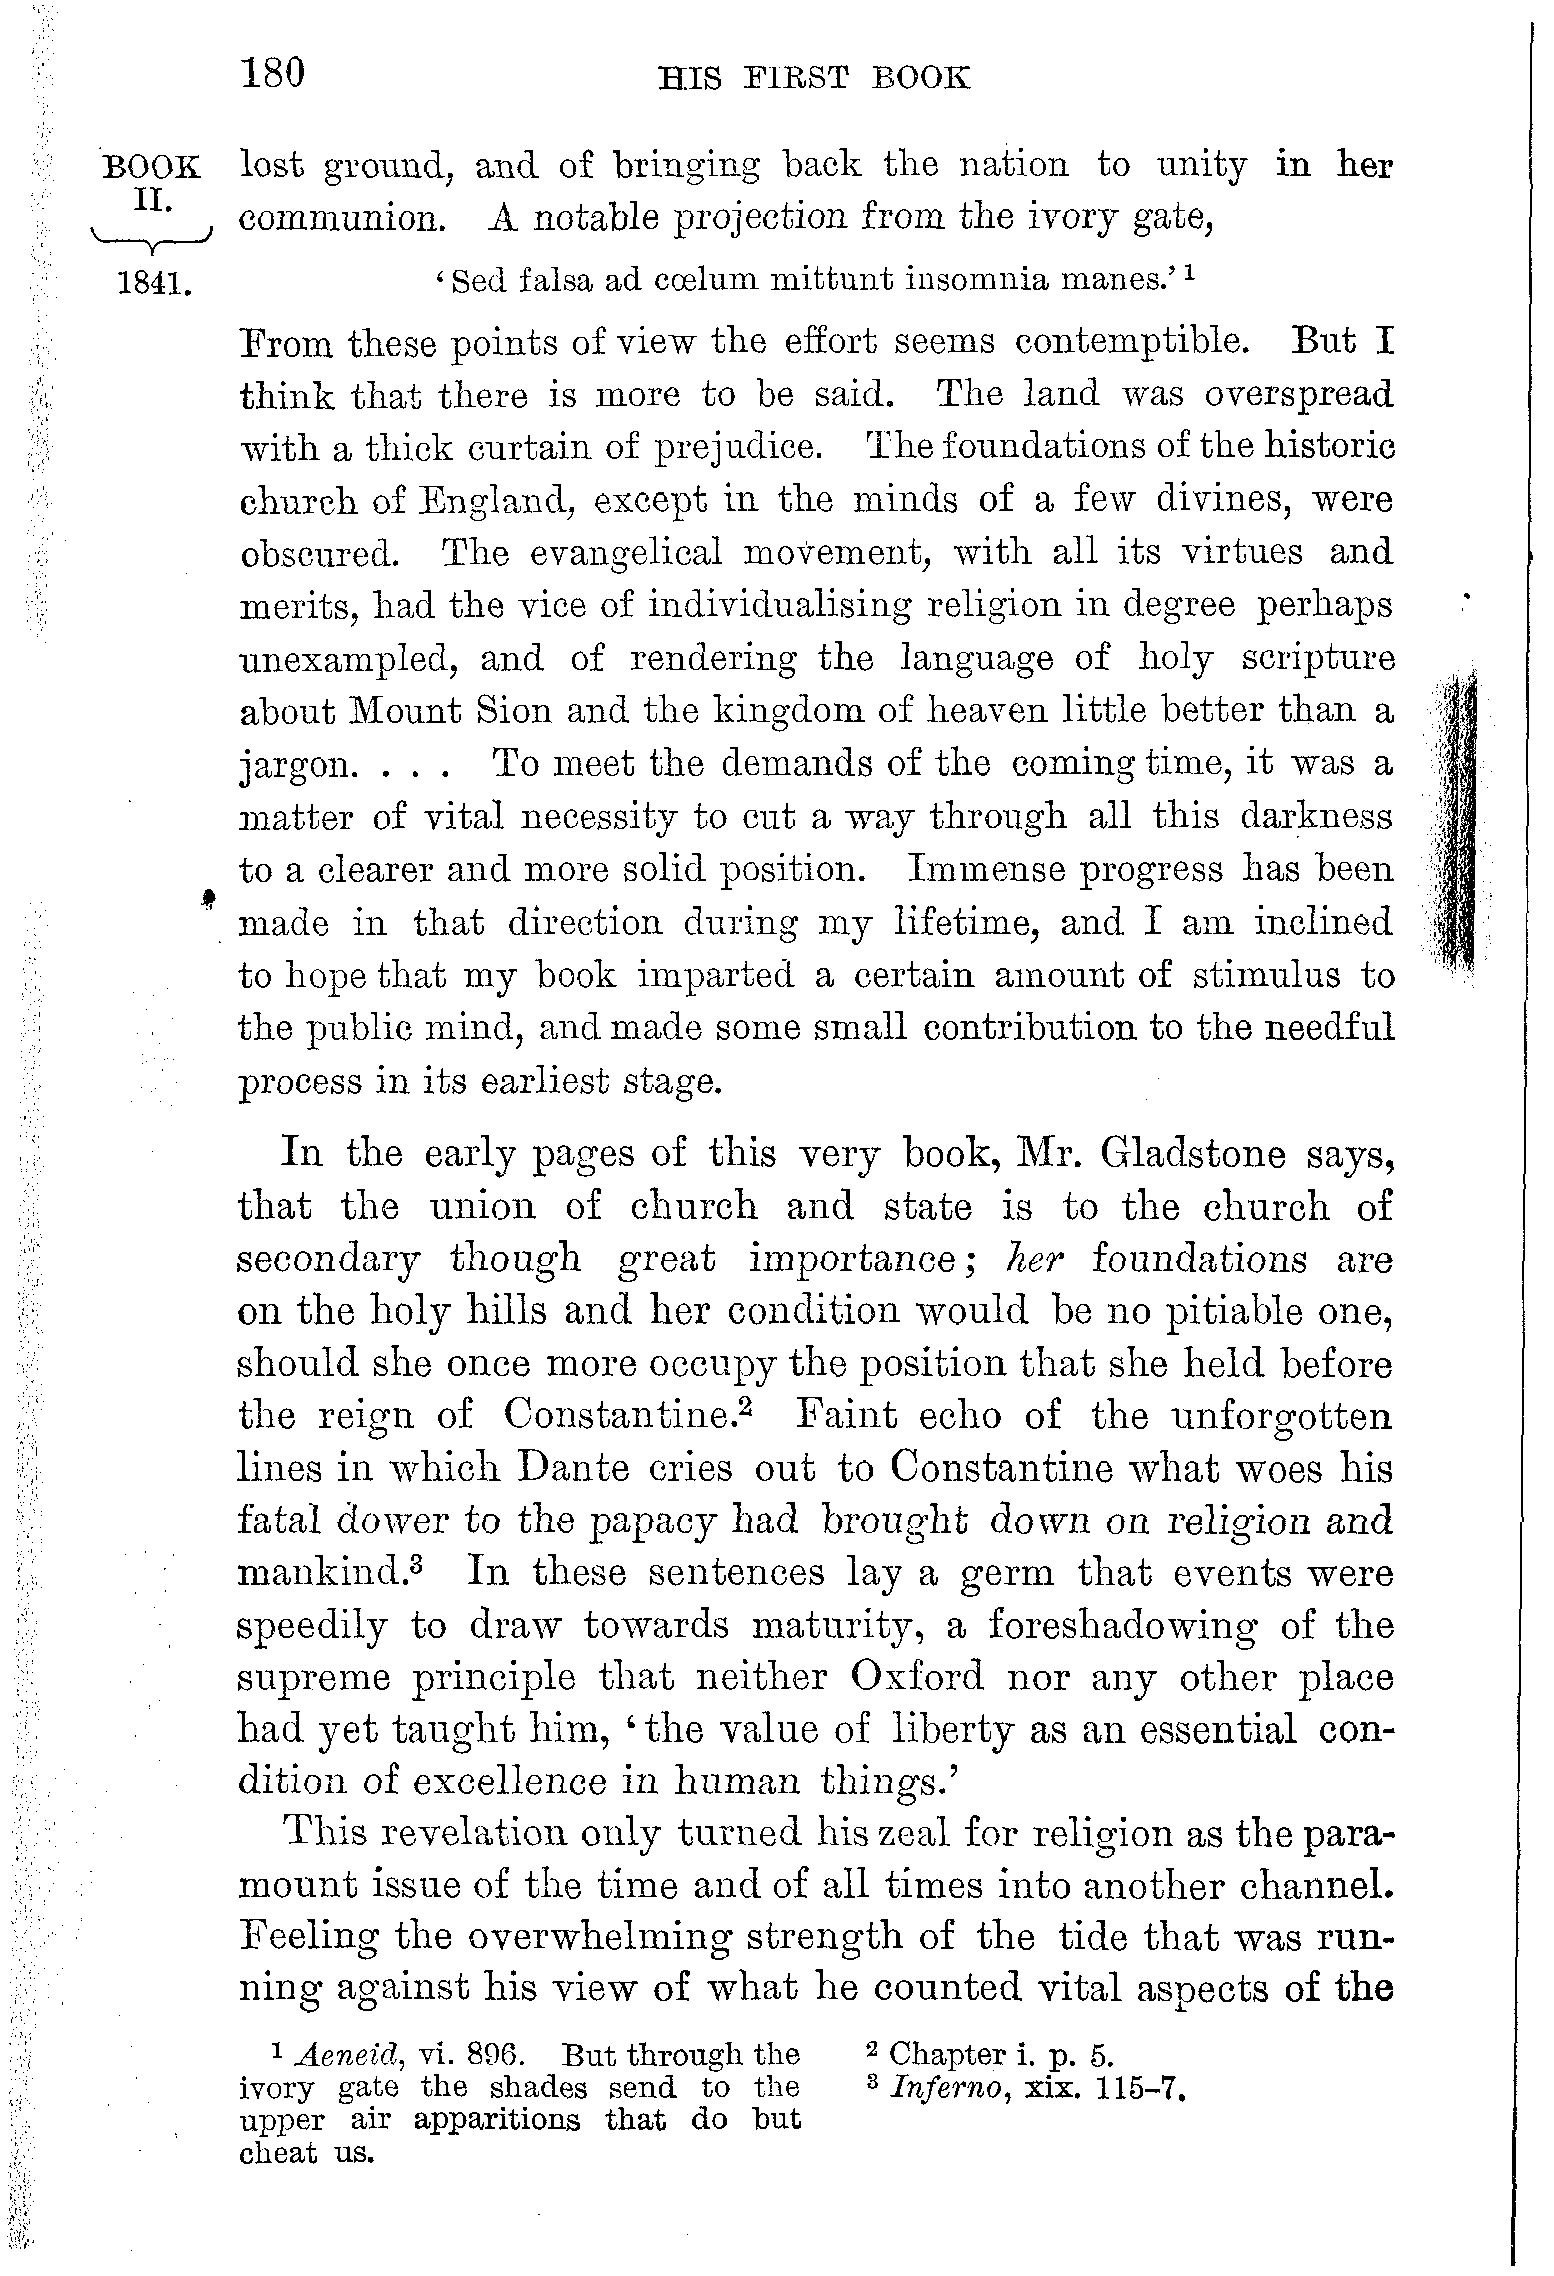 180 HIS FIRST BOOK
BOOK
II.
1841.
lost ground, and of bringing back the nation to unity in her
communion. A notable projection from the ivory gate,
‘Sed falsa ad cœlum mittunt insomnia manes.’ 1
From these points of view the effort seems contemptible. But I
think that there is more to be said. The land was overspread
with a thick curtain of prejudice. The foundations of the historic
church of England, except in the minds of a few divines, were
obscured. The evangelical movement, with all its virtues and
merits, had the vice of individualising religion in degree perhaps
unexampled, and of rendering the language of holy scripture
about Mount Sion and the kingdom of heaven little better than a
jargon. . . . To meet the demands of the coming time, it was a
matter of vital necessity to cut a way through all this darkness
to a clearer and more solid position. Immense progress has been
made in that direction during my lifetime, and I am inclined
to hope that my book imparted a certain amount of stimulus to
the public mind, and made some small contribution to the needful
process in its earliest stage.
In the early pages of this very book, Mr. Gladstone says,
that the union of church and state is to the church of
secondary though great importance; her foundations are
on the holy hills and her condition would be no pitiable one,
should she once more occupy the position that she held before
the reign of Constantine.2 Faint echo of the unforgotten
lines in which Dante cries out to Constantine what woes his
fatal dower to the papacy had brought down on religion and
mankind.3 In these sentences lay a germ that events were
speedily to draw towards maturity, a foreshadowing of the
supreme principle that neither Oxford nor any other place
had yet taught him, ‘the value of liberty as an essential con-
dition of excellence in human things.’
This revelation only turned his zeal for religion as the para-
mount issue of the time and of all times into another channel.
Feeling the overwhelming strength of the tide that was run-
ning against his view of what he counted vital aspects of the
1 Aeneid, vi. 896. But through the
ivory gate the shades send to the
upper air apparitions that do but
cheat us.
2 Chapter i. p. 5.
3 Inferno, xix. 115–7.